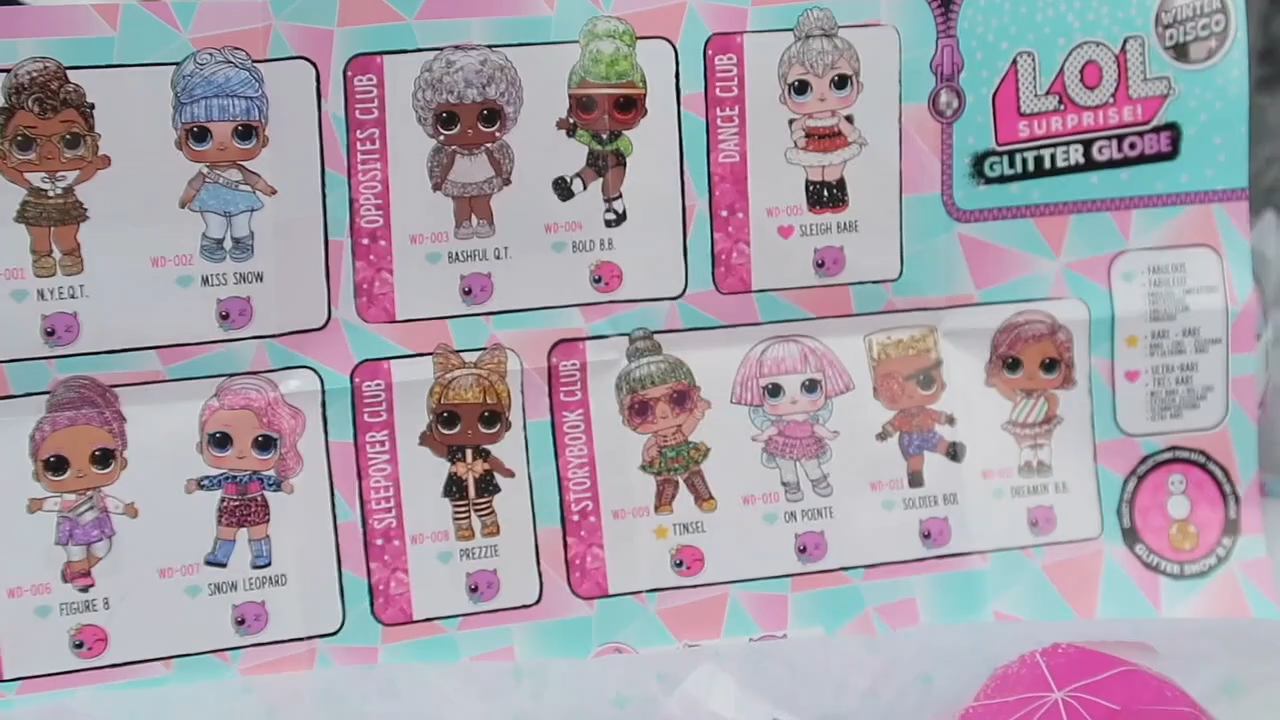 WINTER
DISCO
L.O.L.
SURPRISE!
GLITTER GLOBE
-001
N.Y.E.Q.T.
WD-002
MISS SNOW
OPPOSITES CLUB
WD-003
BASHFUL Q.T.
WD-004
BOLD B.B.
DANCE CLUB
WD-005
SLEIGH BABE
WD-006
FIGURE 8
WD-007
SNOW LEOPARD
SLEEPOVER CLUB
WD-008
PREZZIE
STORYBOOK CLUB
WD-009
TINSEL
WD-010
ON POINTE
WD-011
SOLDIER BOI
DREAMIN' B.B.
• FABULOUS
• RARE • RARE
• ULTRA-RARE
GLITTER SNOW B.B.